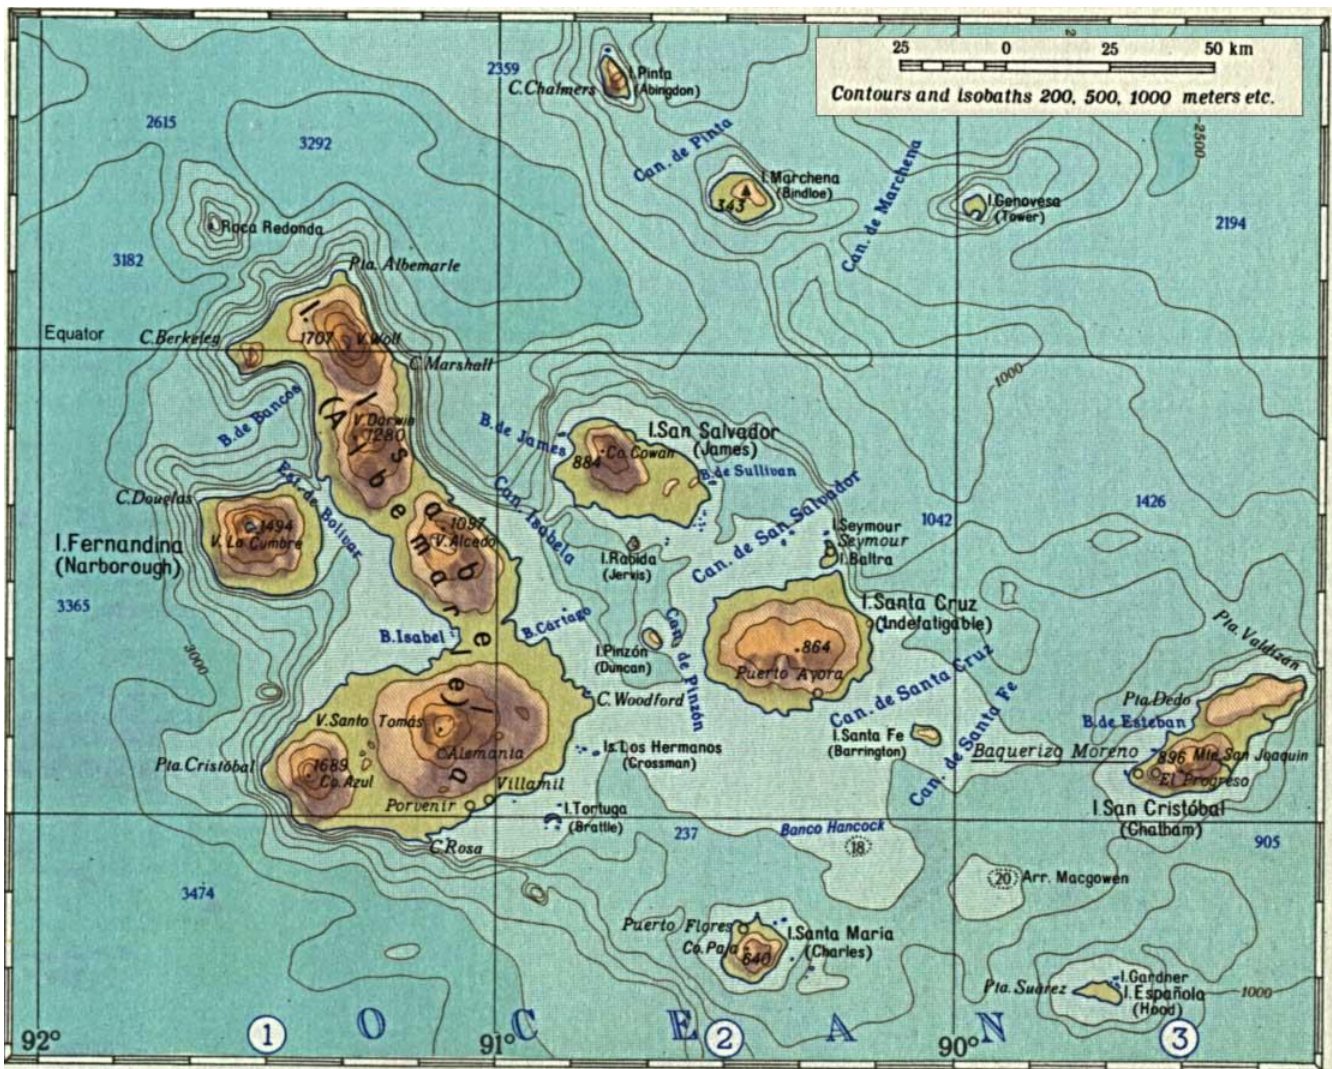 25 0 25 50 km
Contours and isobaths 200, 500, 1000 meters etc.
2359
C. Chalmers
I. Pinta
(Abingdon)
2615
3292
Can. de Pinta
2500
I. Marchena
(Bindloe)
343
Can. de Marchena
I. Genovesa
(Tower)
2194
Roca Redonda
3182
Pta. Albemarle
Equator
C. Berkeley
1707
V. Wolf
C. Marshall
1000
B. de Bancos
V. Darwin
1280
I. Isabela
(Albemarle)
B. de James
I. San Salvador
(James)
Co. Cowan
884
B. de Sullivan
C. Douglas
Est. de Bolivar
Can. Isabela
Can. de San Salvador
1426
1042
I. Fernandina
(Narborough)
1494
V. La Cumbre
1097
V. Alcedo
I. Rabida
(Jervis)
I. Seymour
Seymour
I. Baltra
3365
B. Isabel
B. Cartago
I. Pinzón
(Duncan)
Can. de Pinzón
I. Santa Cruz
(Indefatigable)
864
Puerto Ayora
3000
Can. de Santa Cruz
Can. de Santa Fe
Pta. Valdizan
C. Woodford
V. Santo Tomás
Alemania
Is. Los Hermanos
(Crossman)
I. Santa Fe
(Barrington)
Pta. Dedo
B. de Esteban
Baquerizo Moreno
896 Mte. San Joaquin
El Progreso
Pta. Cristóbal
1689
Co. Azul
Villamil
Porvenir
I. Tortuga
(Brattle)
I. San Cristóbal
(Chatham)
C. Rosa
237
Banco Hancock
18
905
3474
20
Arr. Macgowen
Puerto Flores
Co. Paja
640
I. Santa Maria
(Charles)
Pta. Suárez
I. Gardner
I. Española
(Hood)
1000
OCEAN
92° 1 91° 2 90° 3